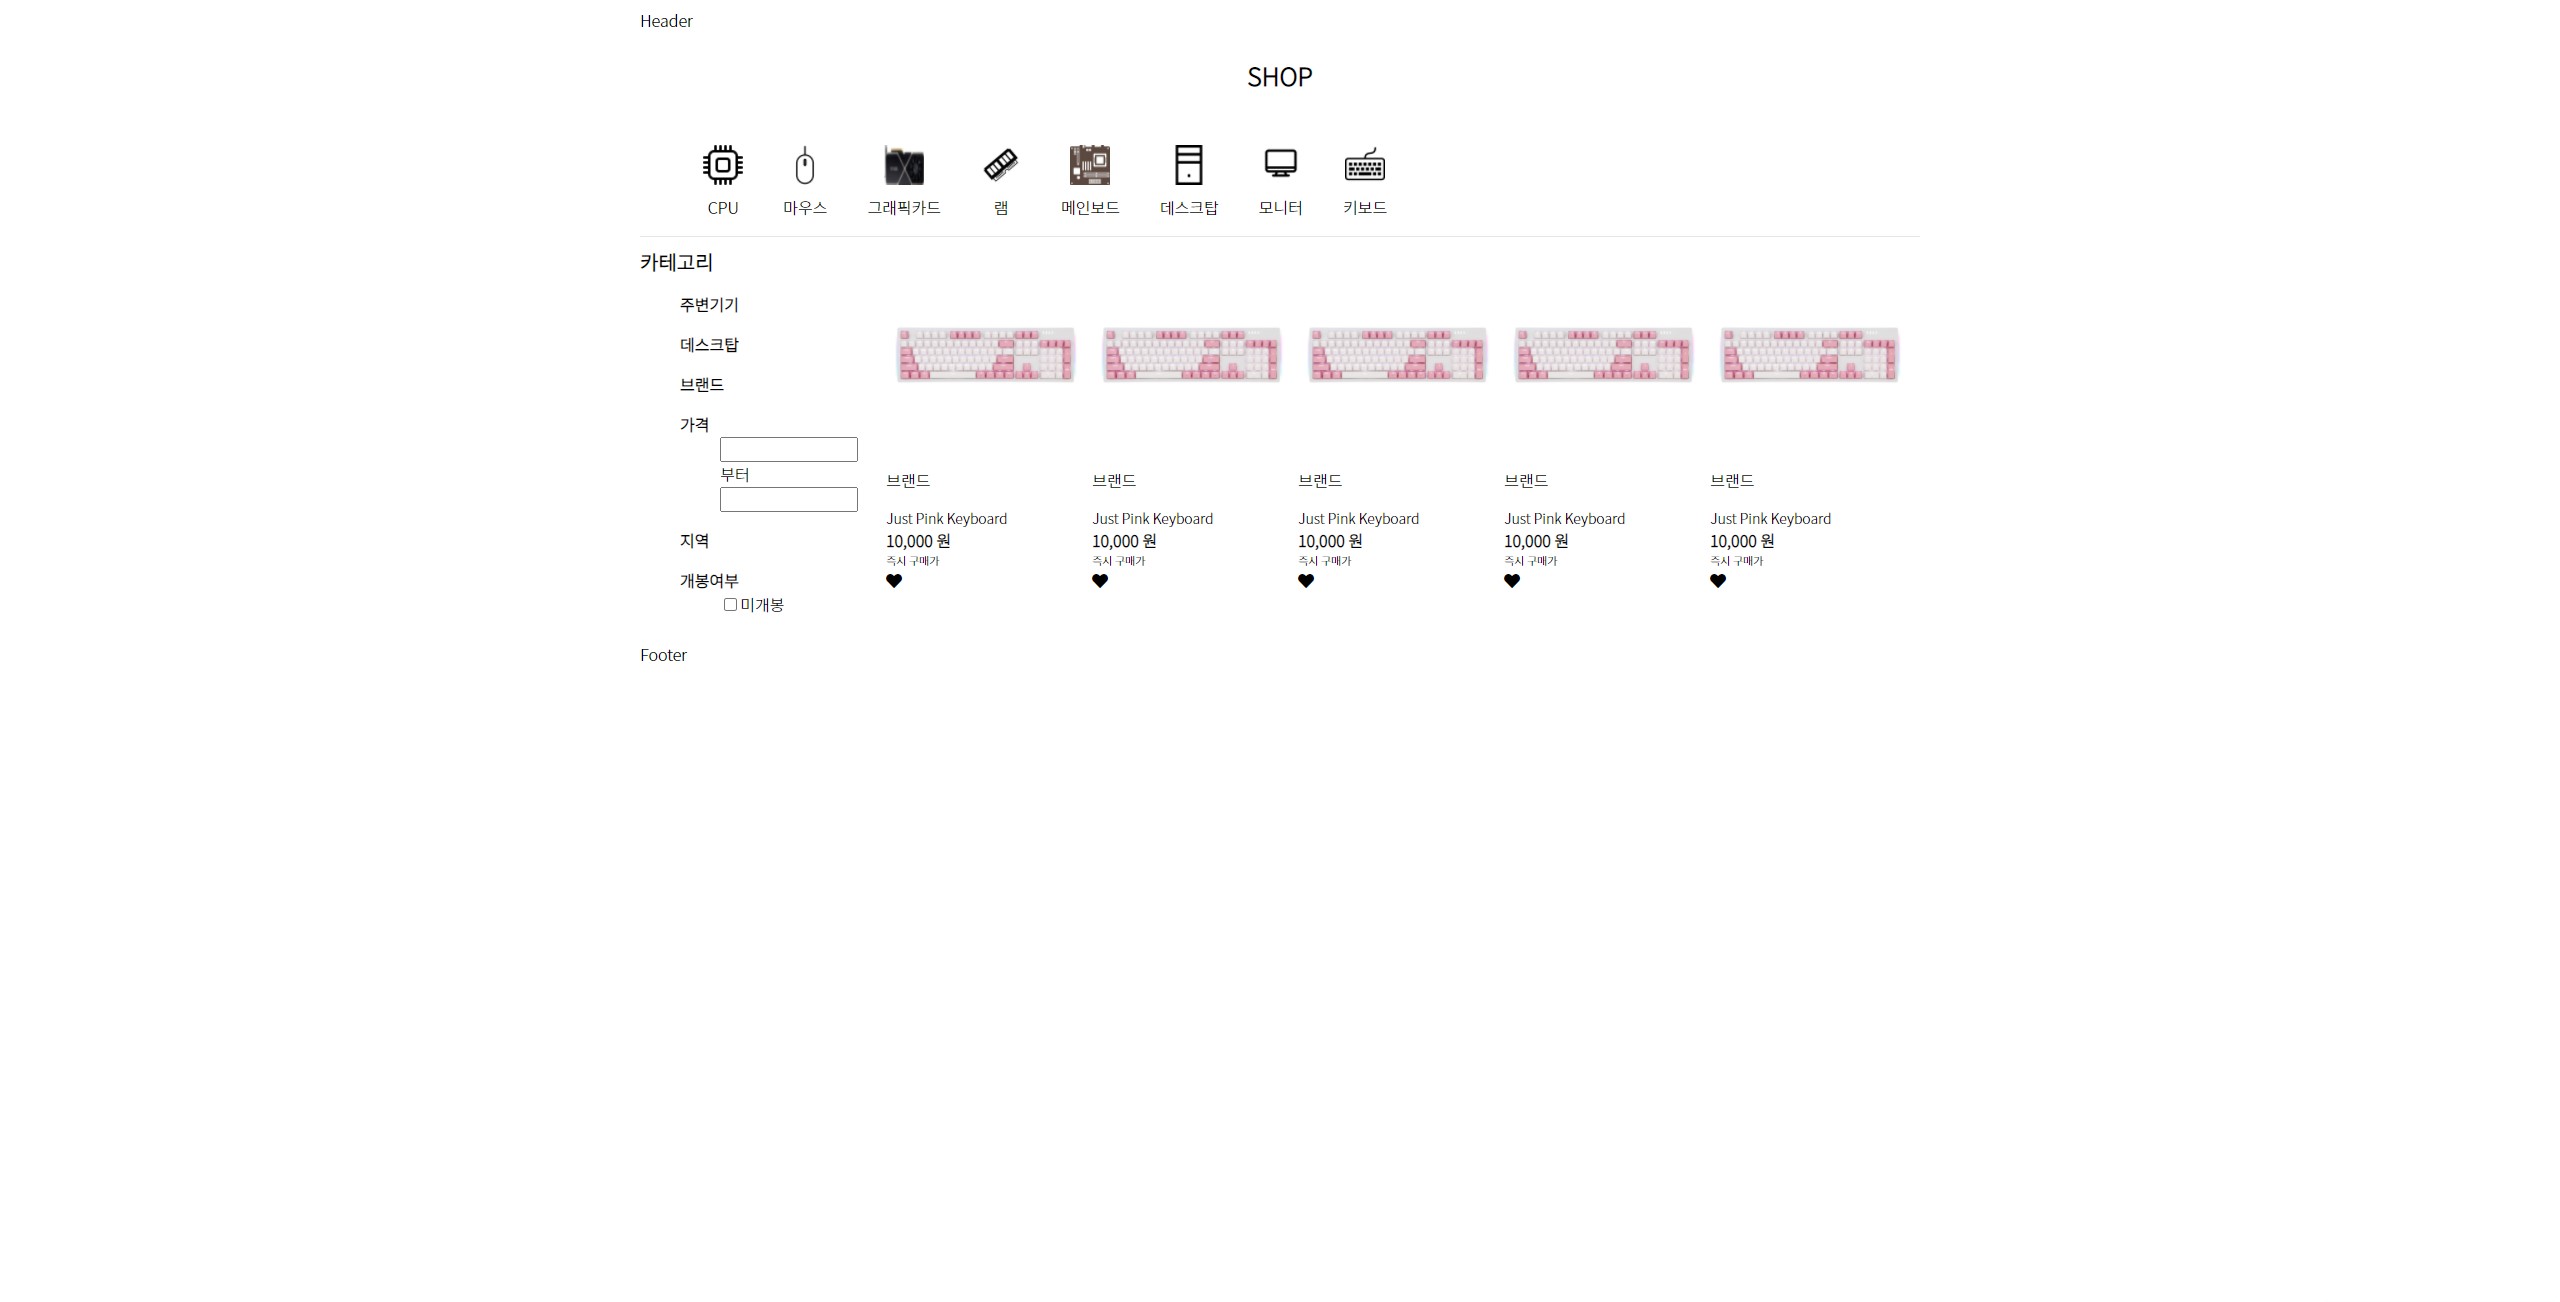 Header
SHOP
CPU 마우스 그래픽카드 램 메인보드 데스크탑 모니터 키보드
카테고리
주변기기
데스크탑
브랜드
가격
부터
지역
개봉여부
미개봉
브랜드 브랜드 브랜드 브랜드 브랜드
Just Pink Keyboard Just Pink Keyboard Just Pink Keyboard Just Pink Keyboard Just Pink Keyboard
10,000 원 10,000 원 10,000 원 10,000 원 10,000 원
즉시 구매가 즉시 구매가 즉시 구매가 즉시 구매가 즉시 구매가
Footer